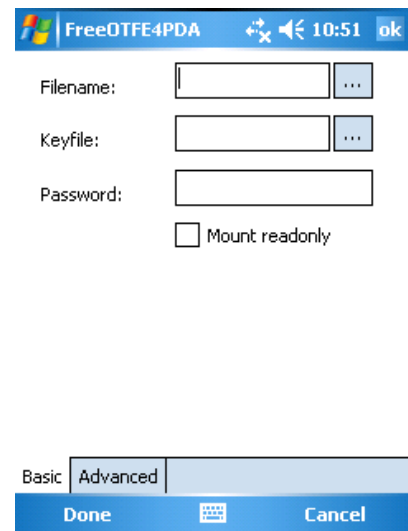 FreeOTFE4PDA 10:51 ok
Filename: ...
Keyfile: ...
Password:
Mount readonly
Basic Advanced
Done Cancel